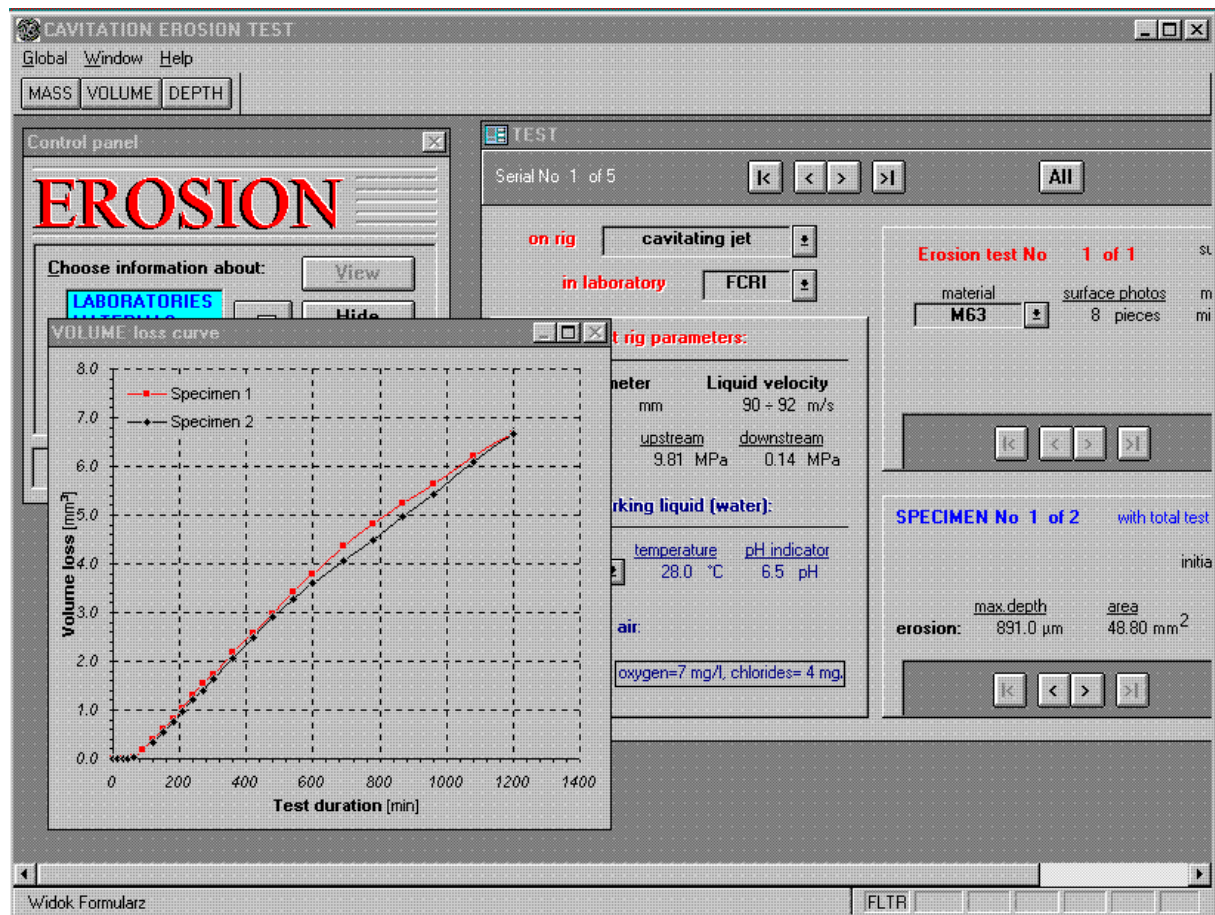 CAVITATION EROSION TEST
Global Window Help
MASS VOLUME DEPTH
Control panel
EROSION
Choose information about:
View
LABORATORIES
Hide
TEST
Serial No 1 of 5
|< < > >|
All
on rig cavitating jet
in laboratory FCRI
t rig parameters:
meter Liquid velocity
mm 90 ÷ 92 m/s
upstream downstream
9.81 MPa 0.14 MPa
rking liquid (water):
temperature pH indicator
28.0 °C 6.5 pH
air:
oxygen=7 mg/l, chlorides= 4 mg.
Erosion test No 1 of 1
material surface photos
M63 8 pieces
|< < > >|
SPECIMEN No 1 of 2 with total test
initia
max.depth area
erosion: 891.0 µm 48.80 mm2
|< < > >|
VOLUME loss curve
Specimen 1
Specimen 2
8.0
7.0
6.0
5.0
4.0
3.0
2.0
1.0
0.0
Volume loss [mm³]
0 200 400 600 800 1000 1200 1400
Test duration [min]
Widok Formularz
FLTR